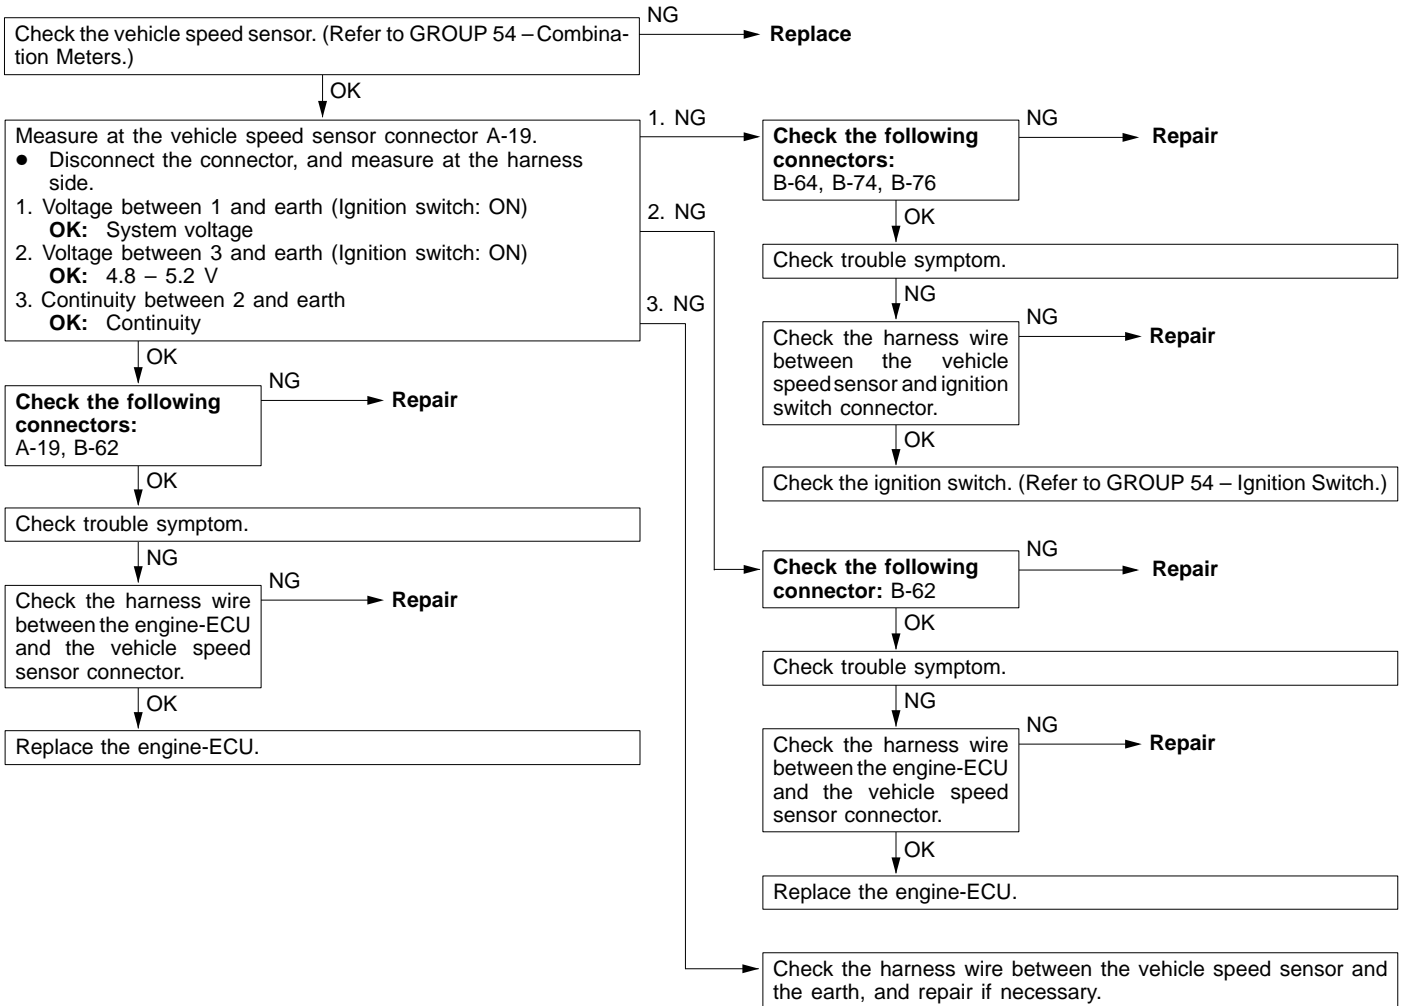 Check the vehicle speed sensor. (Refer to GROUP 54 – Combina-
tion Meters.)
NG
Replace
OK
Measure at the vehicle speed sensor connector A-19.
● Disconnect the connector, and measure at the harness
side.
1. Voltage between 1 and earth (Ignition switch: ON)
OK: System voltage
2. Voltage between 3 and earth (Ignition switch: ON)
OK: 4.8 – 5.2 V
3. Continuity between 2 and earth
OK: Continuity
OK
Check the following
connectors:
A-19, B-62
NG
Repair
OK
Check trouble symptom.
NG
Check the harness wire
between the engine-ECU
and the vehicle speed
sensor connector.
NG
Repair
OK
Replace the engine-ECU.
1. NG
Check the following
connectors:
B-64, B-74, B-76
NG
Repair
OK
Check trouble symptom.
NG
Check the harness wire
between the vehicle
speed sensor and ignition
switch connector.
NG
Repair
OK
Check the ignition switch. (Refer to GROUP 54 – Ignition Switch.)
2. NG
Check the following
connector: B-62
NG
Repair
OK
Check trouble symptom.
NG
Check the harness wire
between the engine-ECU
and the vehicle speed
sensor connector.
NG
Repair
OK
Replace the engine-ECU.
3. NG
Check the harness wire between the vehicle speed sensor and
the earth, and repair if necessary.